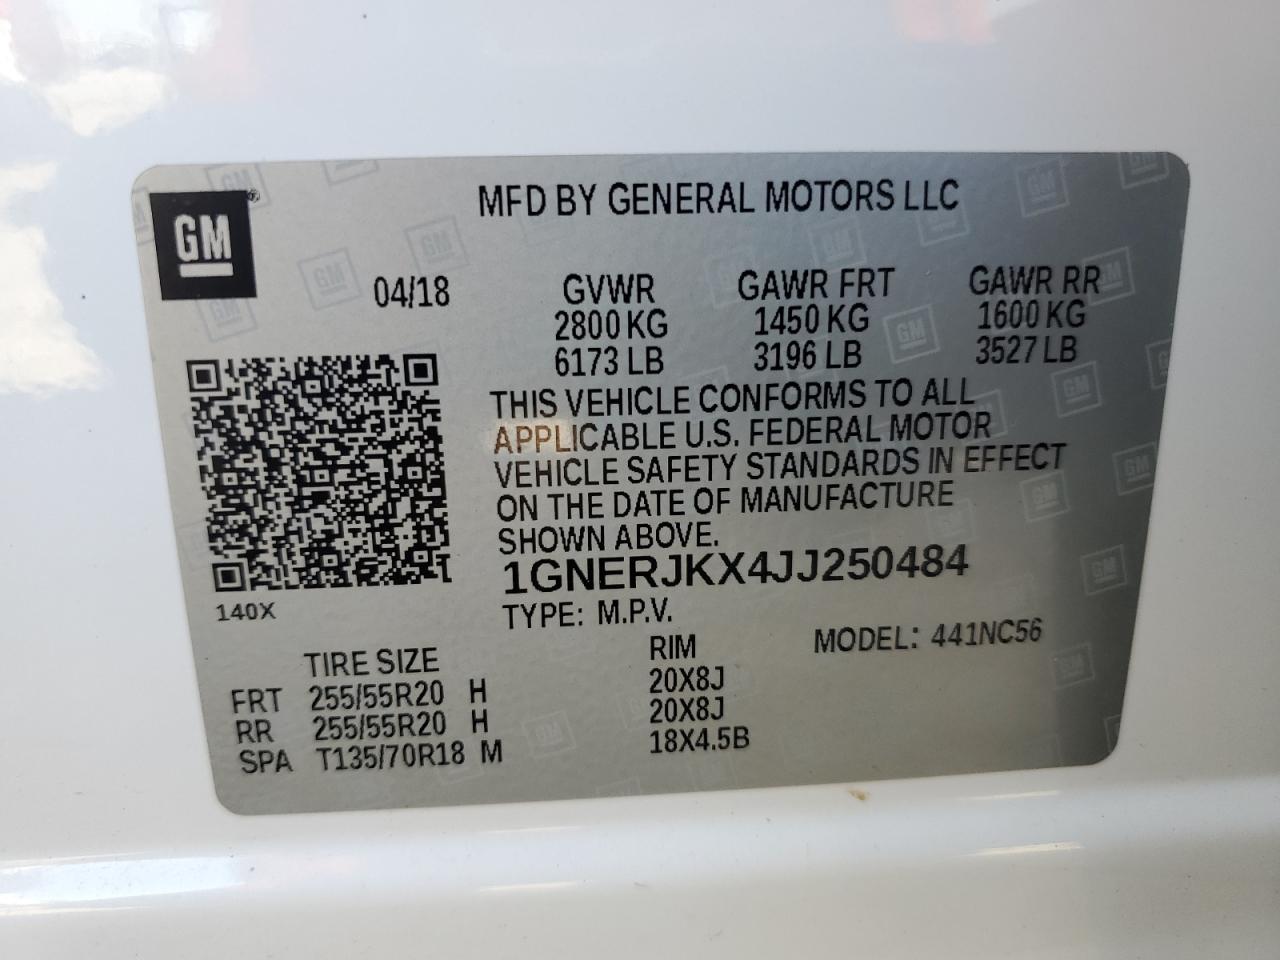 GM
MFD BY GENERAL MOTORS LLC
04/18 GVWR GAWR FRT GAWR RR
2800 KG 1450 KG 1600 KG
6173 LB 3196 LB 3527 LB
THIS VEHICLE CONFORMS TO ALL
APPLICABLE U.S. FEDERAL MOTOR
VEHICLE SAFETY STANDARDS IN EFFECT
ON THE DATE OF MANUFACTURE
SHOWN ABOVE.
1GNERJKX4JJ250484
140X
TYPE: M.P.V. MODEL: 441NC56
TIRE SIZE RIM
FRT 255/55R20 H 20X8J
RR 255/55R20 H 20X8J
SPA T135/70R18 M 18X4.5B